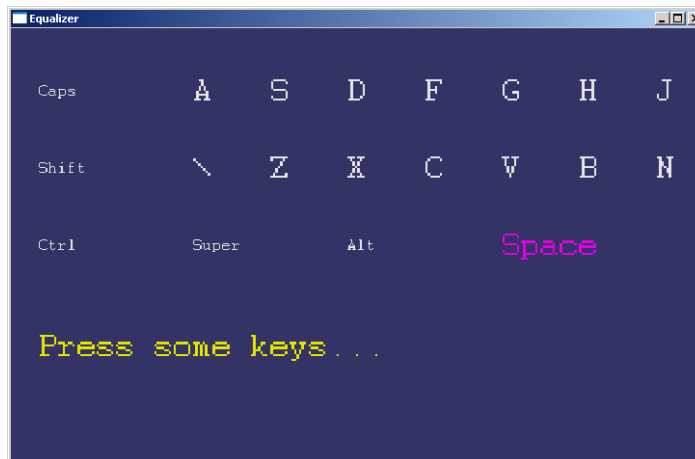 Equalizer
Caps A S D F G H J
Shift \ Z X C V B N
Ctrl Super Alt Space
Press some keys...